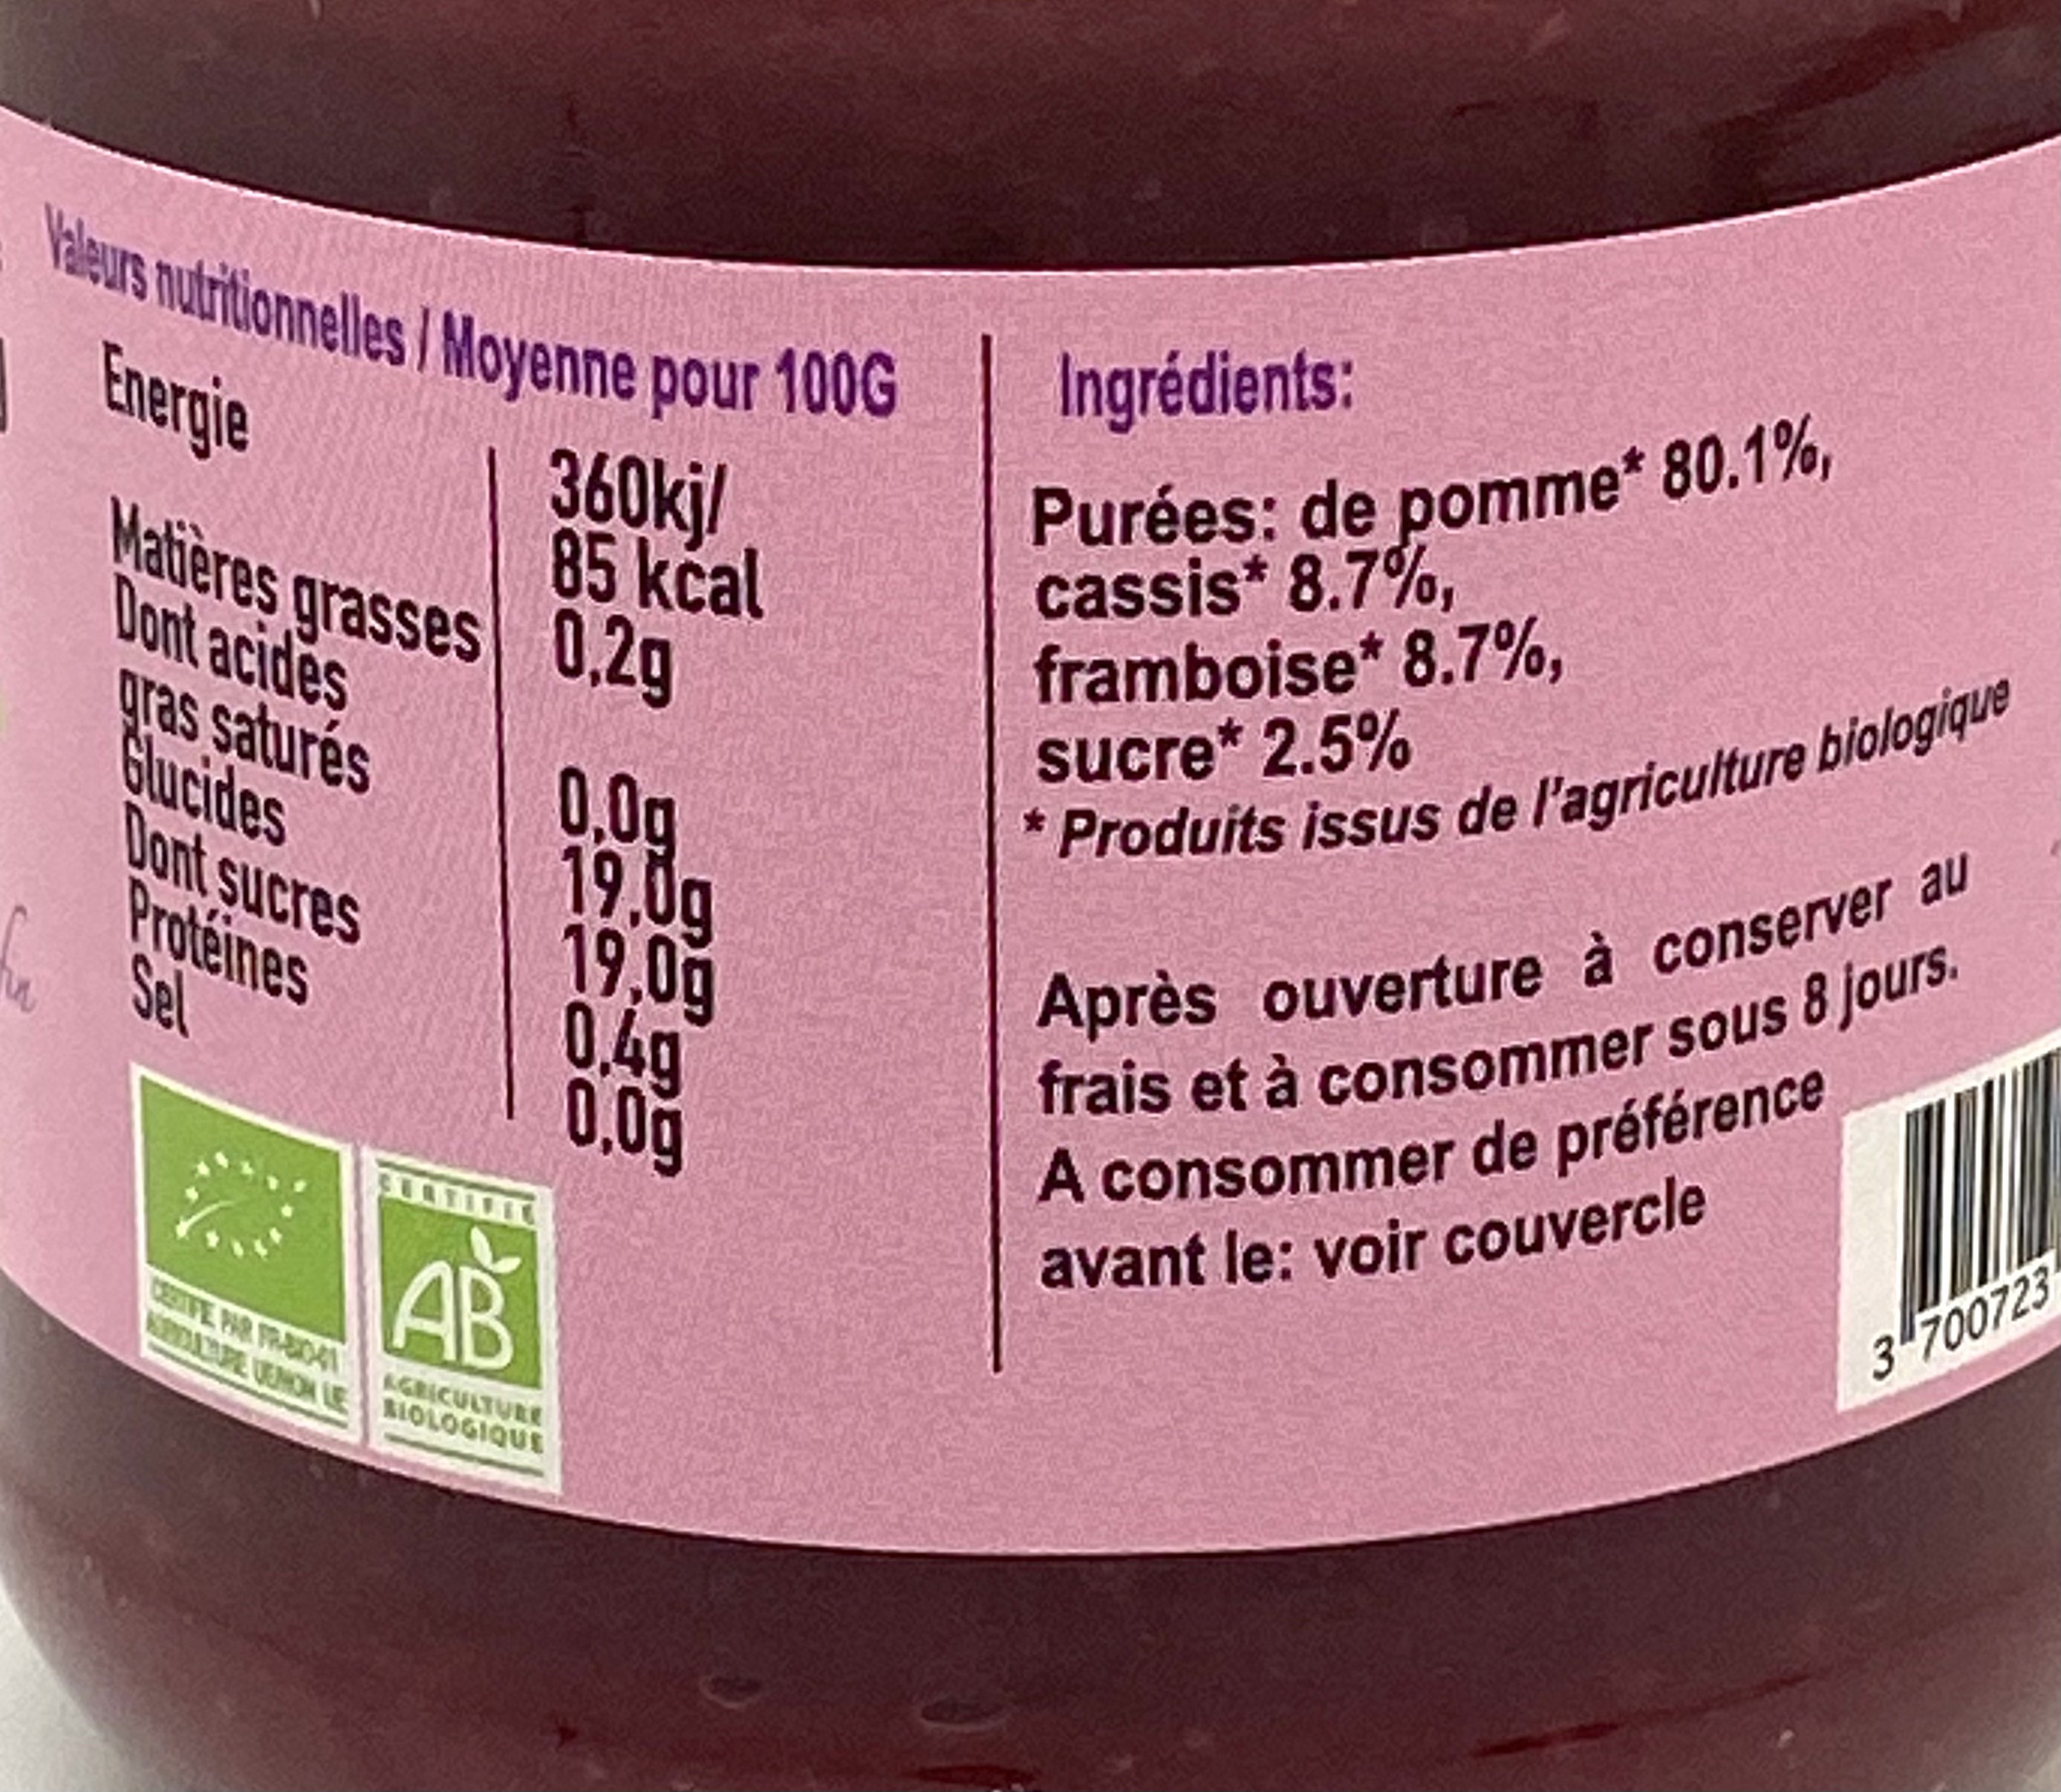 Valeurs nutritionnelles / Moyenne pour 100G
Energie
360kj/
85 kcal
Matières grasses 0,2g
Dont acides
gras saturés 0,0g
Glucides 19,0g
Dont sucres 19,0g
Protéines 0,4g
Sel 0,0g
CERTIFIÉ
AB
AGRICULTURE
BIOLOGIQUE
CERTIFIE PAR FR-BIO-01
AGRICULTURE
Ingrédients:
Purées: de pomme* 80.1%,
cassis* 8.7%,
framboise* 8.7%,
sucre* 2.5%
* Produits issus de l'agriculture biologique
Après ouverture à conserver au
frais et à consommer sous 8 jours.
A consommer de préférence
avant le: voir couvercle
3 700723